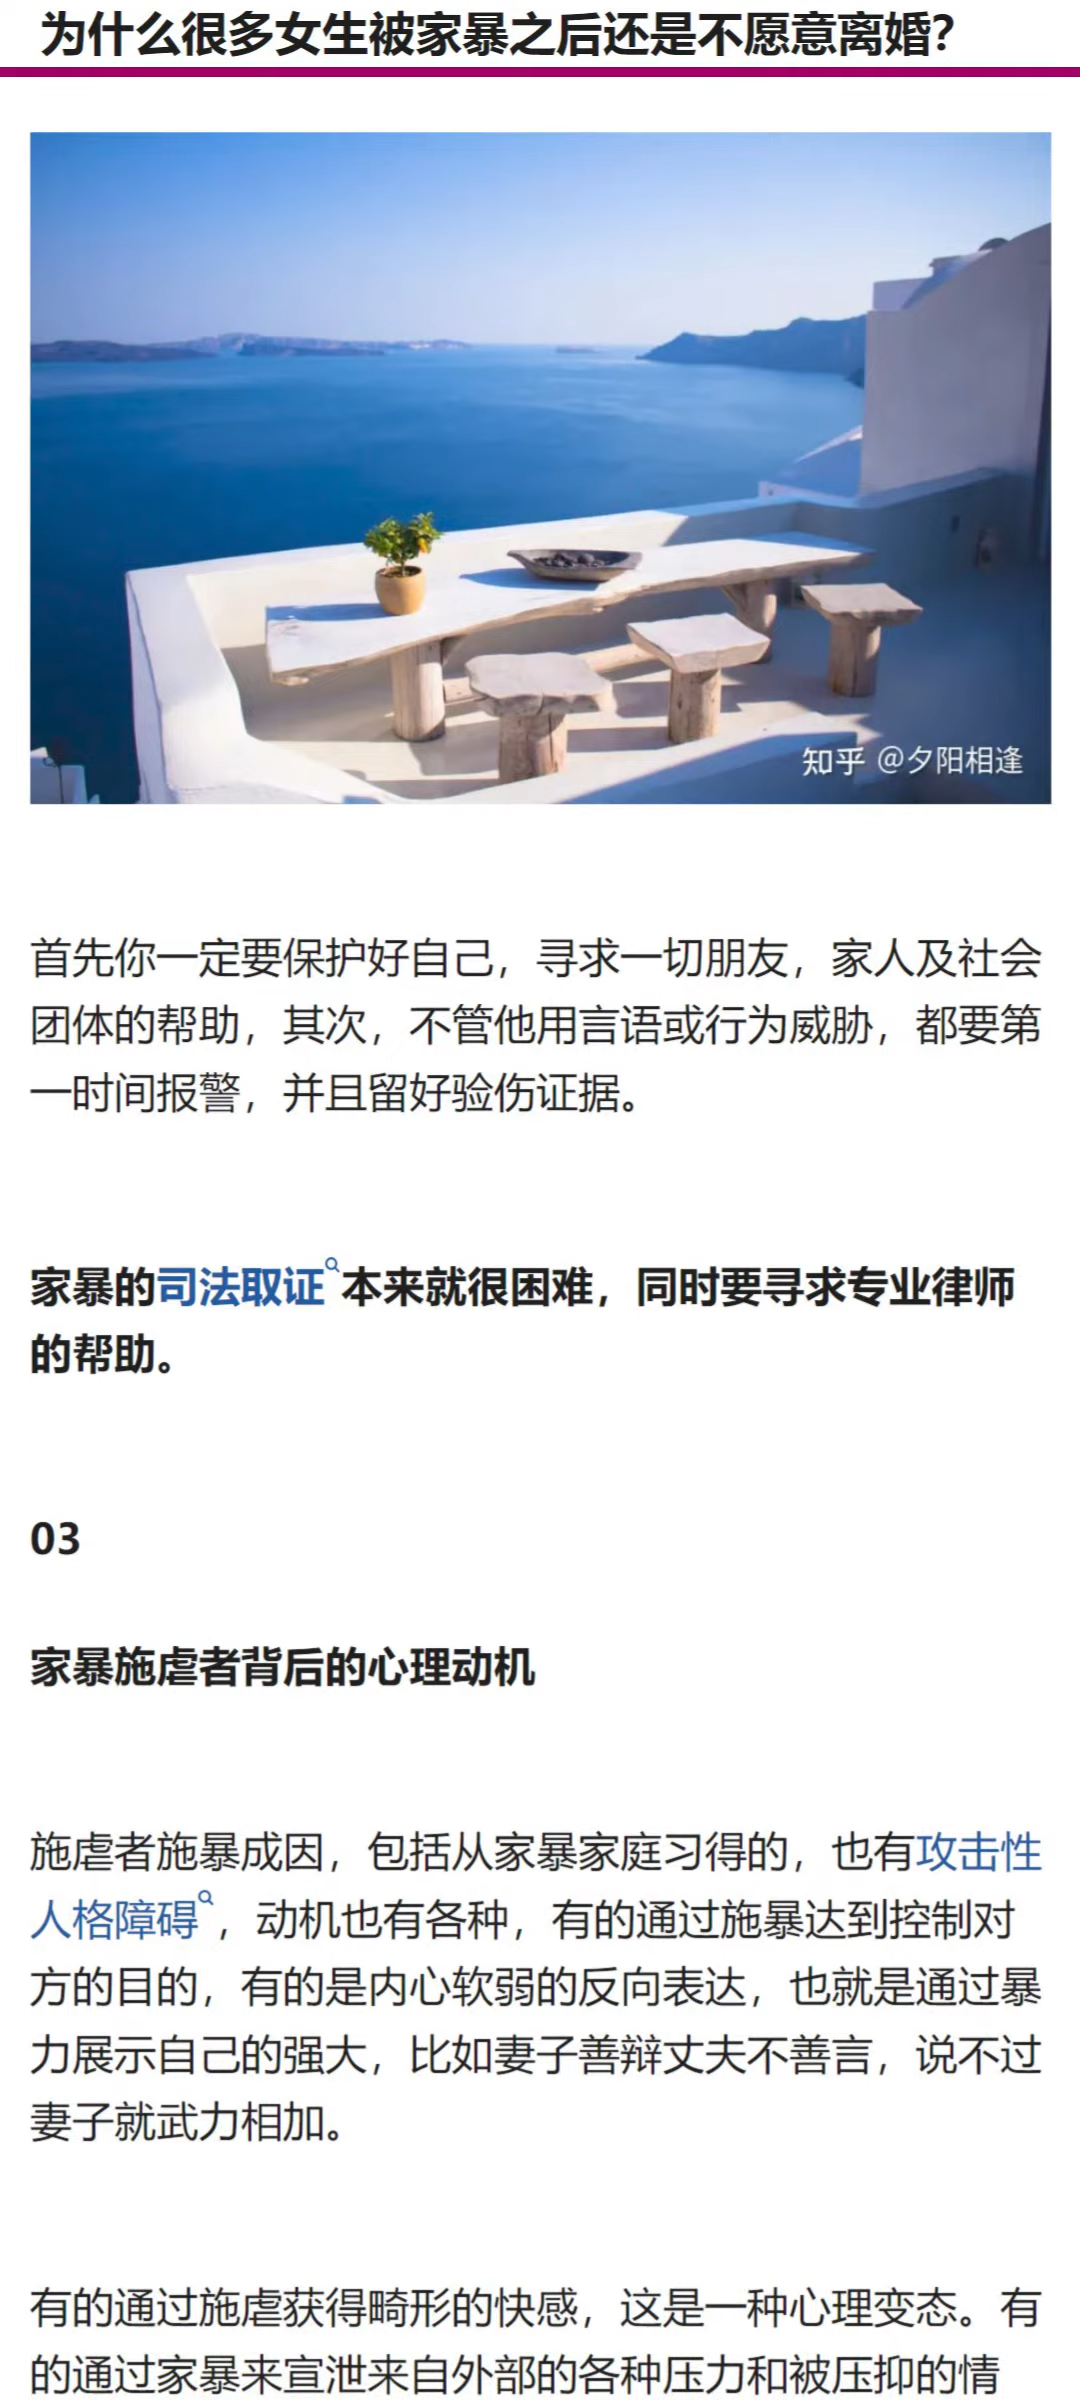 为什么很多女生被家暴之后还是不愿意离婚？
知乎 @夕阳相逢
首先你一定要保护好自己，寻求一切朋友，家人及社会
团体的帮助，其次，不管他用言语或行为威胁，都要第
一时间报警，并且留好验伤证据。
家暴的司法取证本来就很困难，同时要寻求专业律师
的帮助。
03
家暴施虐者背后的心理动机
施虐者施暴成因，包括从家暴家庭习得的，也有攻击性
人格障碍，动机也有各种，有的通过施暴达到控制对
方的目的，有的是内心软弱的反向表达，也就是通过暴
力展示自己的强大，比如妻子善辩丈夫不善言，说不过
妻子就武力相加。
有的通过施虐获得畸形的快感，这是一种心理变态。有
的通过家暴来宣泄来自外部的各种压力和被压抑的情